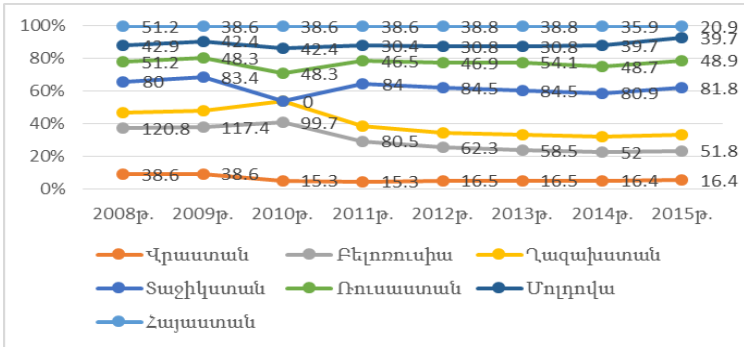 51.2 38.6 38.6 38.6 38.8 38.8 35.9 20.9
100%
42.9 42.4 42.4 30.4 30.8 30.8 39.7 39.7
80%
51.2 48.3 48.3 46.5 46.9 54.1 48.7 48.9
80 83.4 0 84 84.5 84.5 80.9 81.8
60%
40%
120.8 117.4 99.7 80.5 62.3 58.5 52 51.8
20%
38.6 38.6 15.3 15.3 16.5 16.5 16.4 16.4
0%
2008թ. 2009թ. 2010թ. 2011թ. 2012թ. 2013թ. 2014թ. 2015թ.
Վրաստան Բելոռուսիա Ղազախստան
Տաջիկստան Ռուսաստան Մոլդովա
Հայաստան